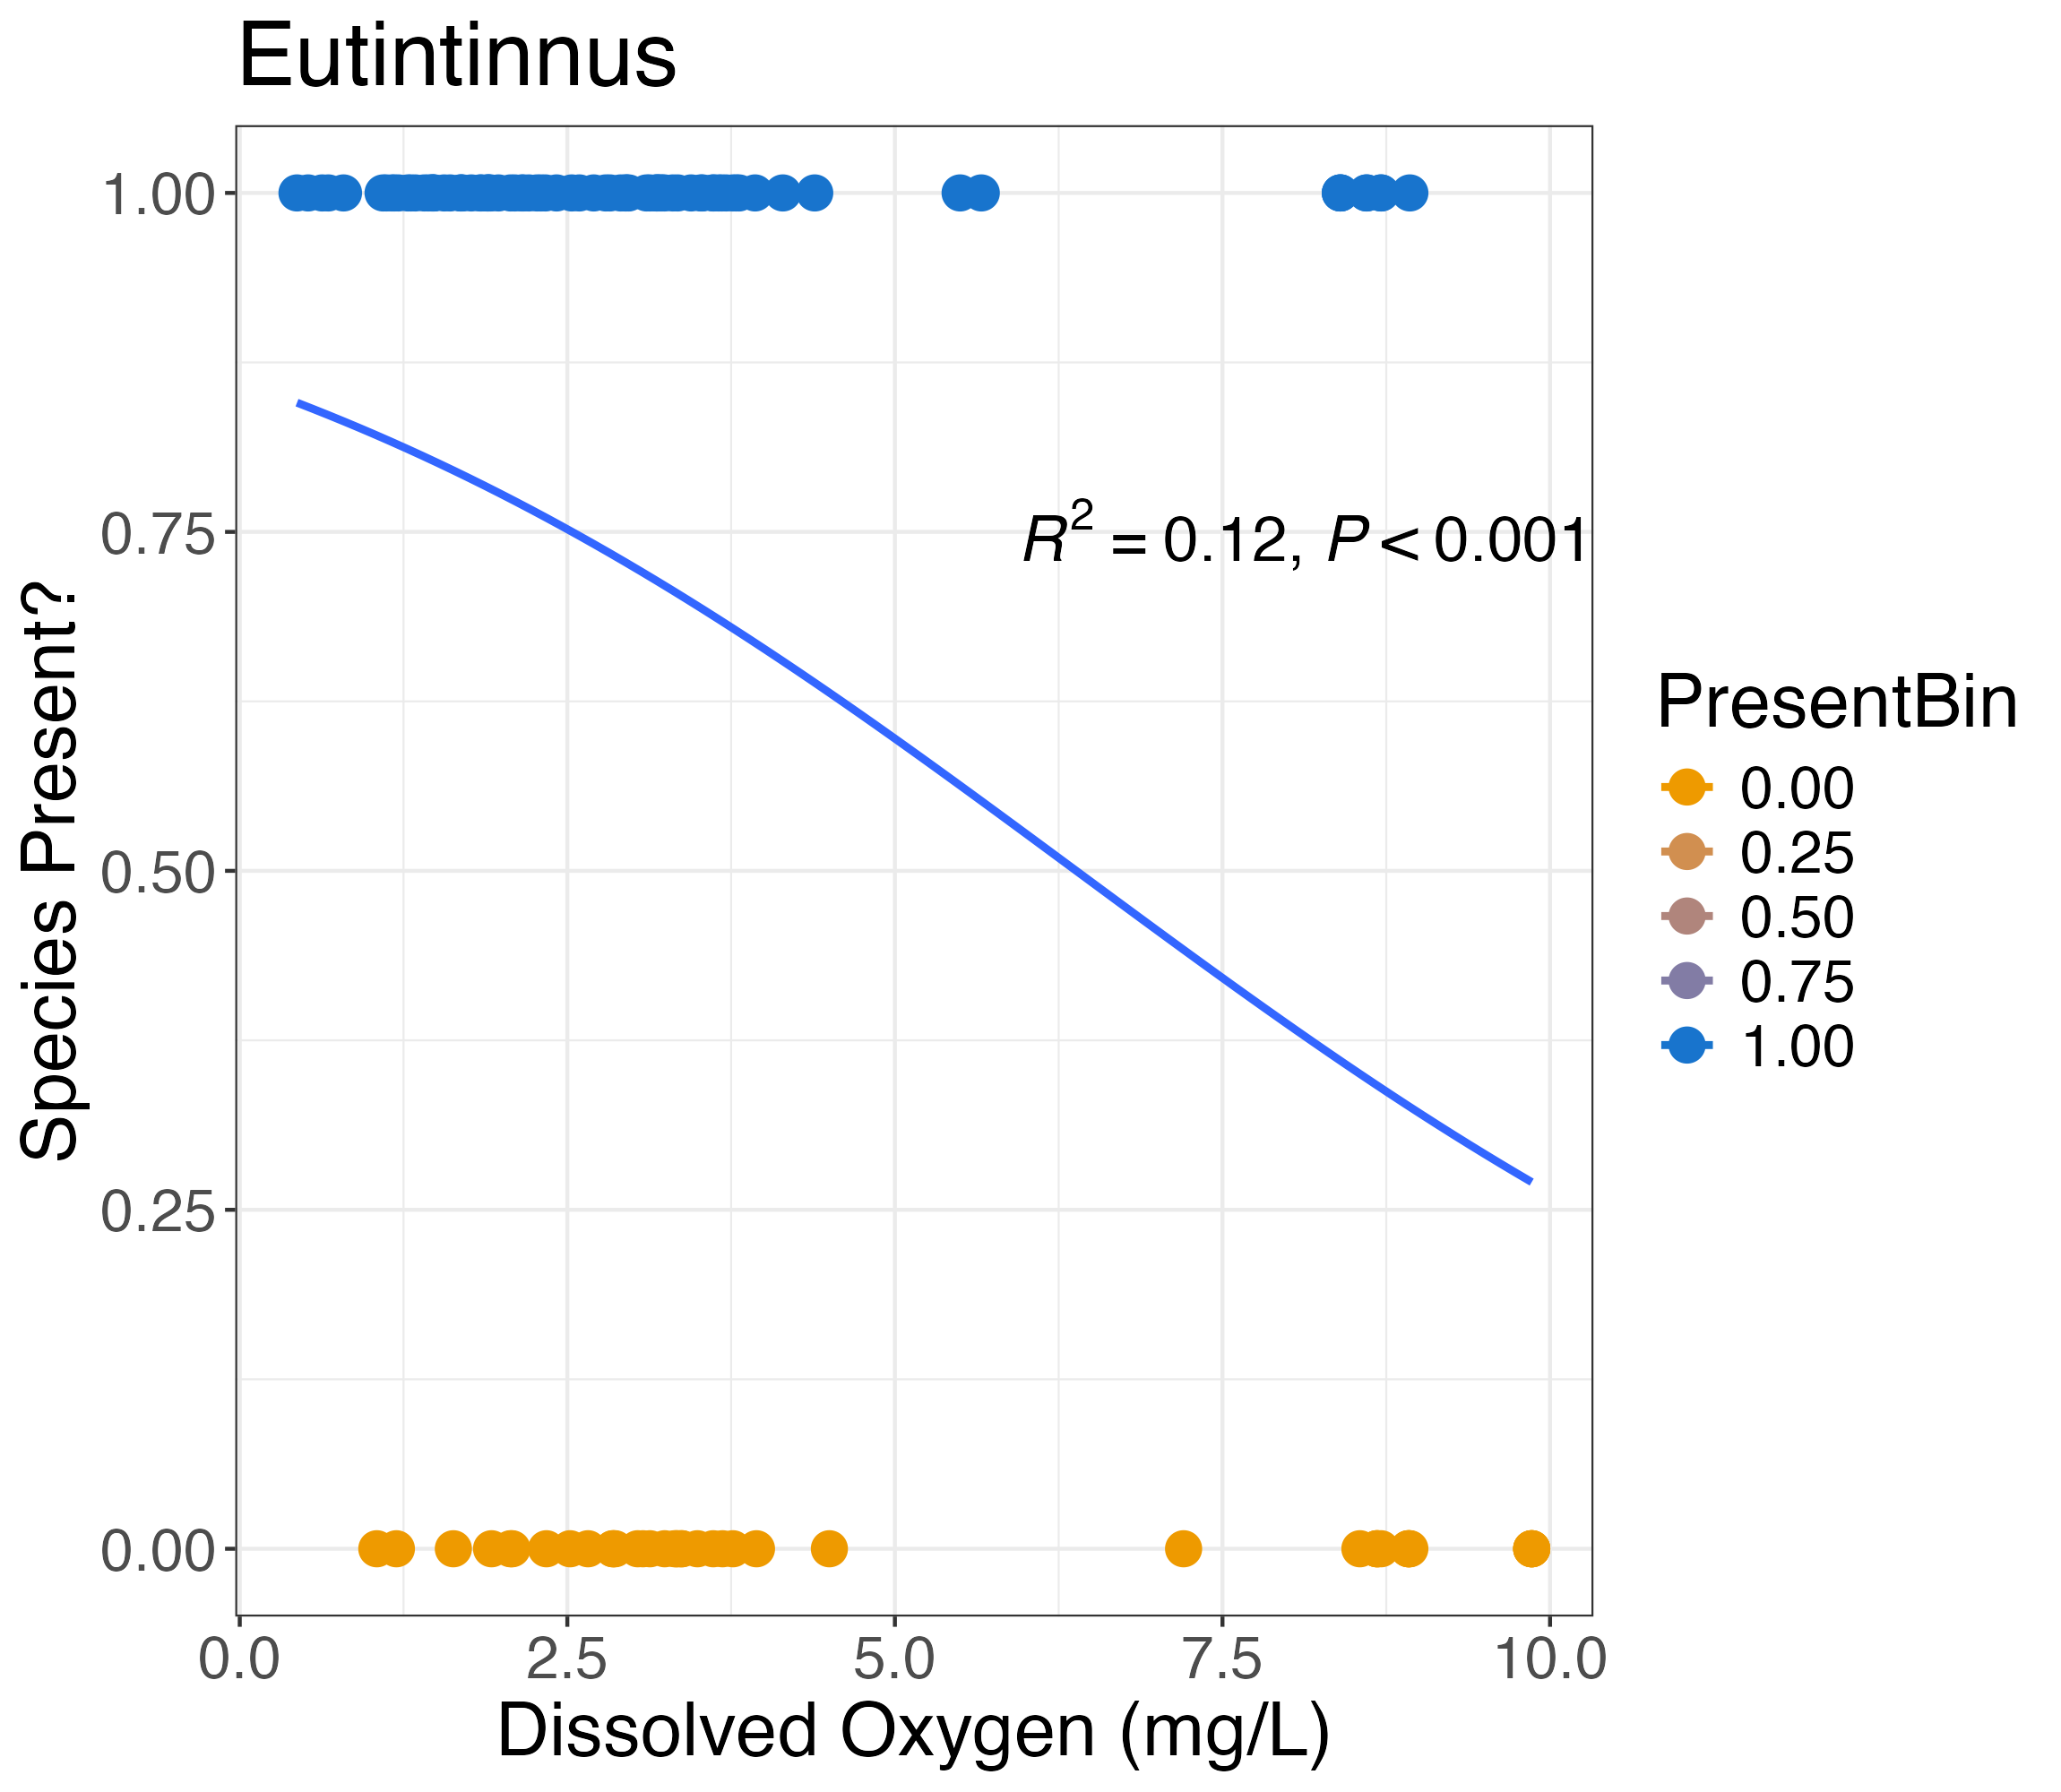 Eutintinnus
Species Present?
1.00
0.75
0.50
0.25
0.00
R² = 0.12, P < 0.001
0.0 2.5 5.0 7.5 10.0
Dissolved Oxygen (mg/L)
PresentBin
0.00
0.25
0.50
0.75
1.00